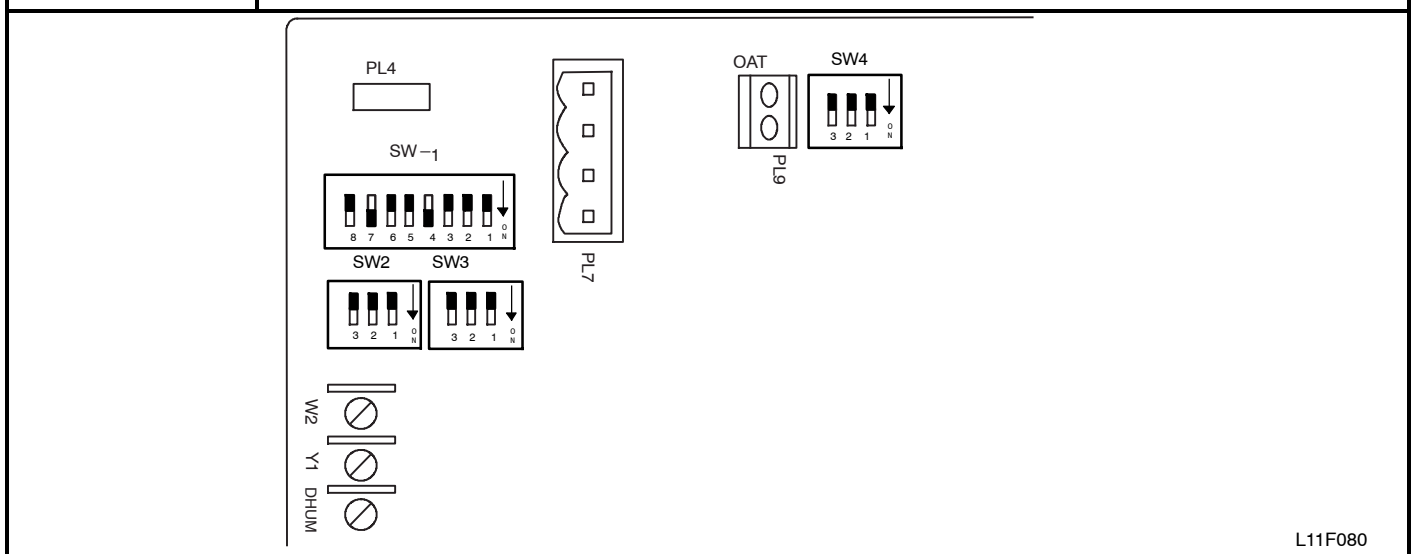 PL4
OAT
SW4
3 2 1 ON
PL9
SW-1
8 7 6 5 4 3 2 1 ON
PL7
SW2
SW3
3 2 1 ON
3 2 1 ON
W2
Y1
DHUM
L11F080